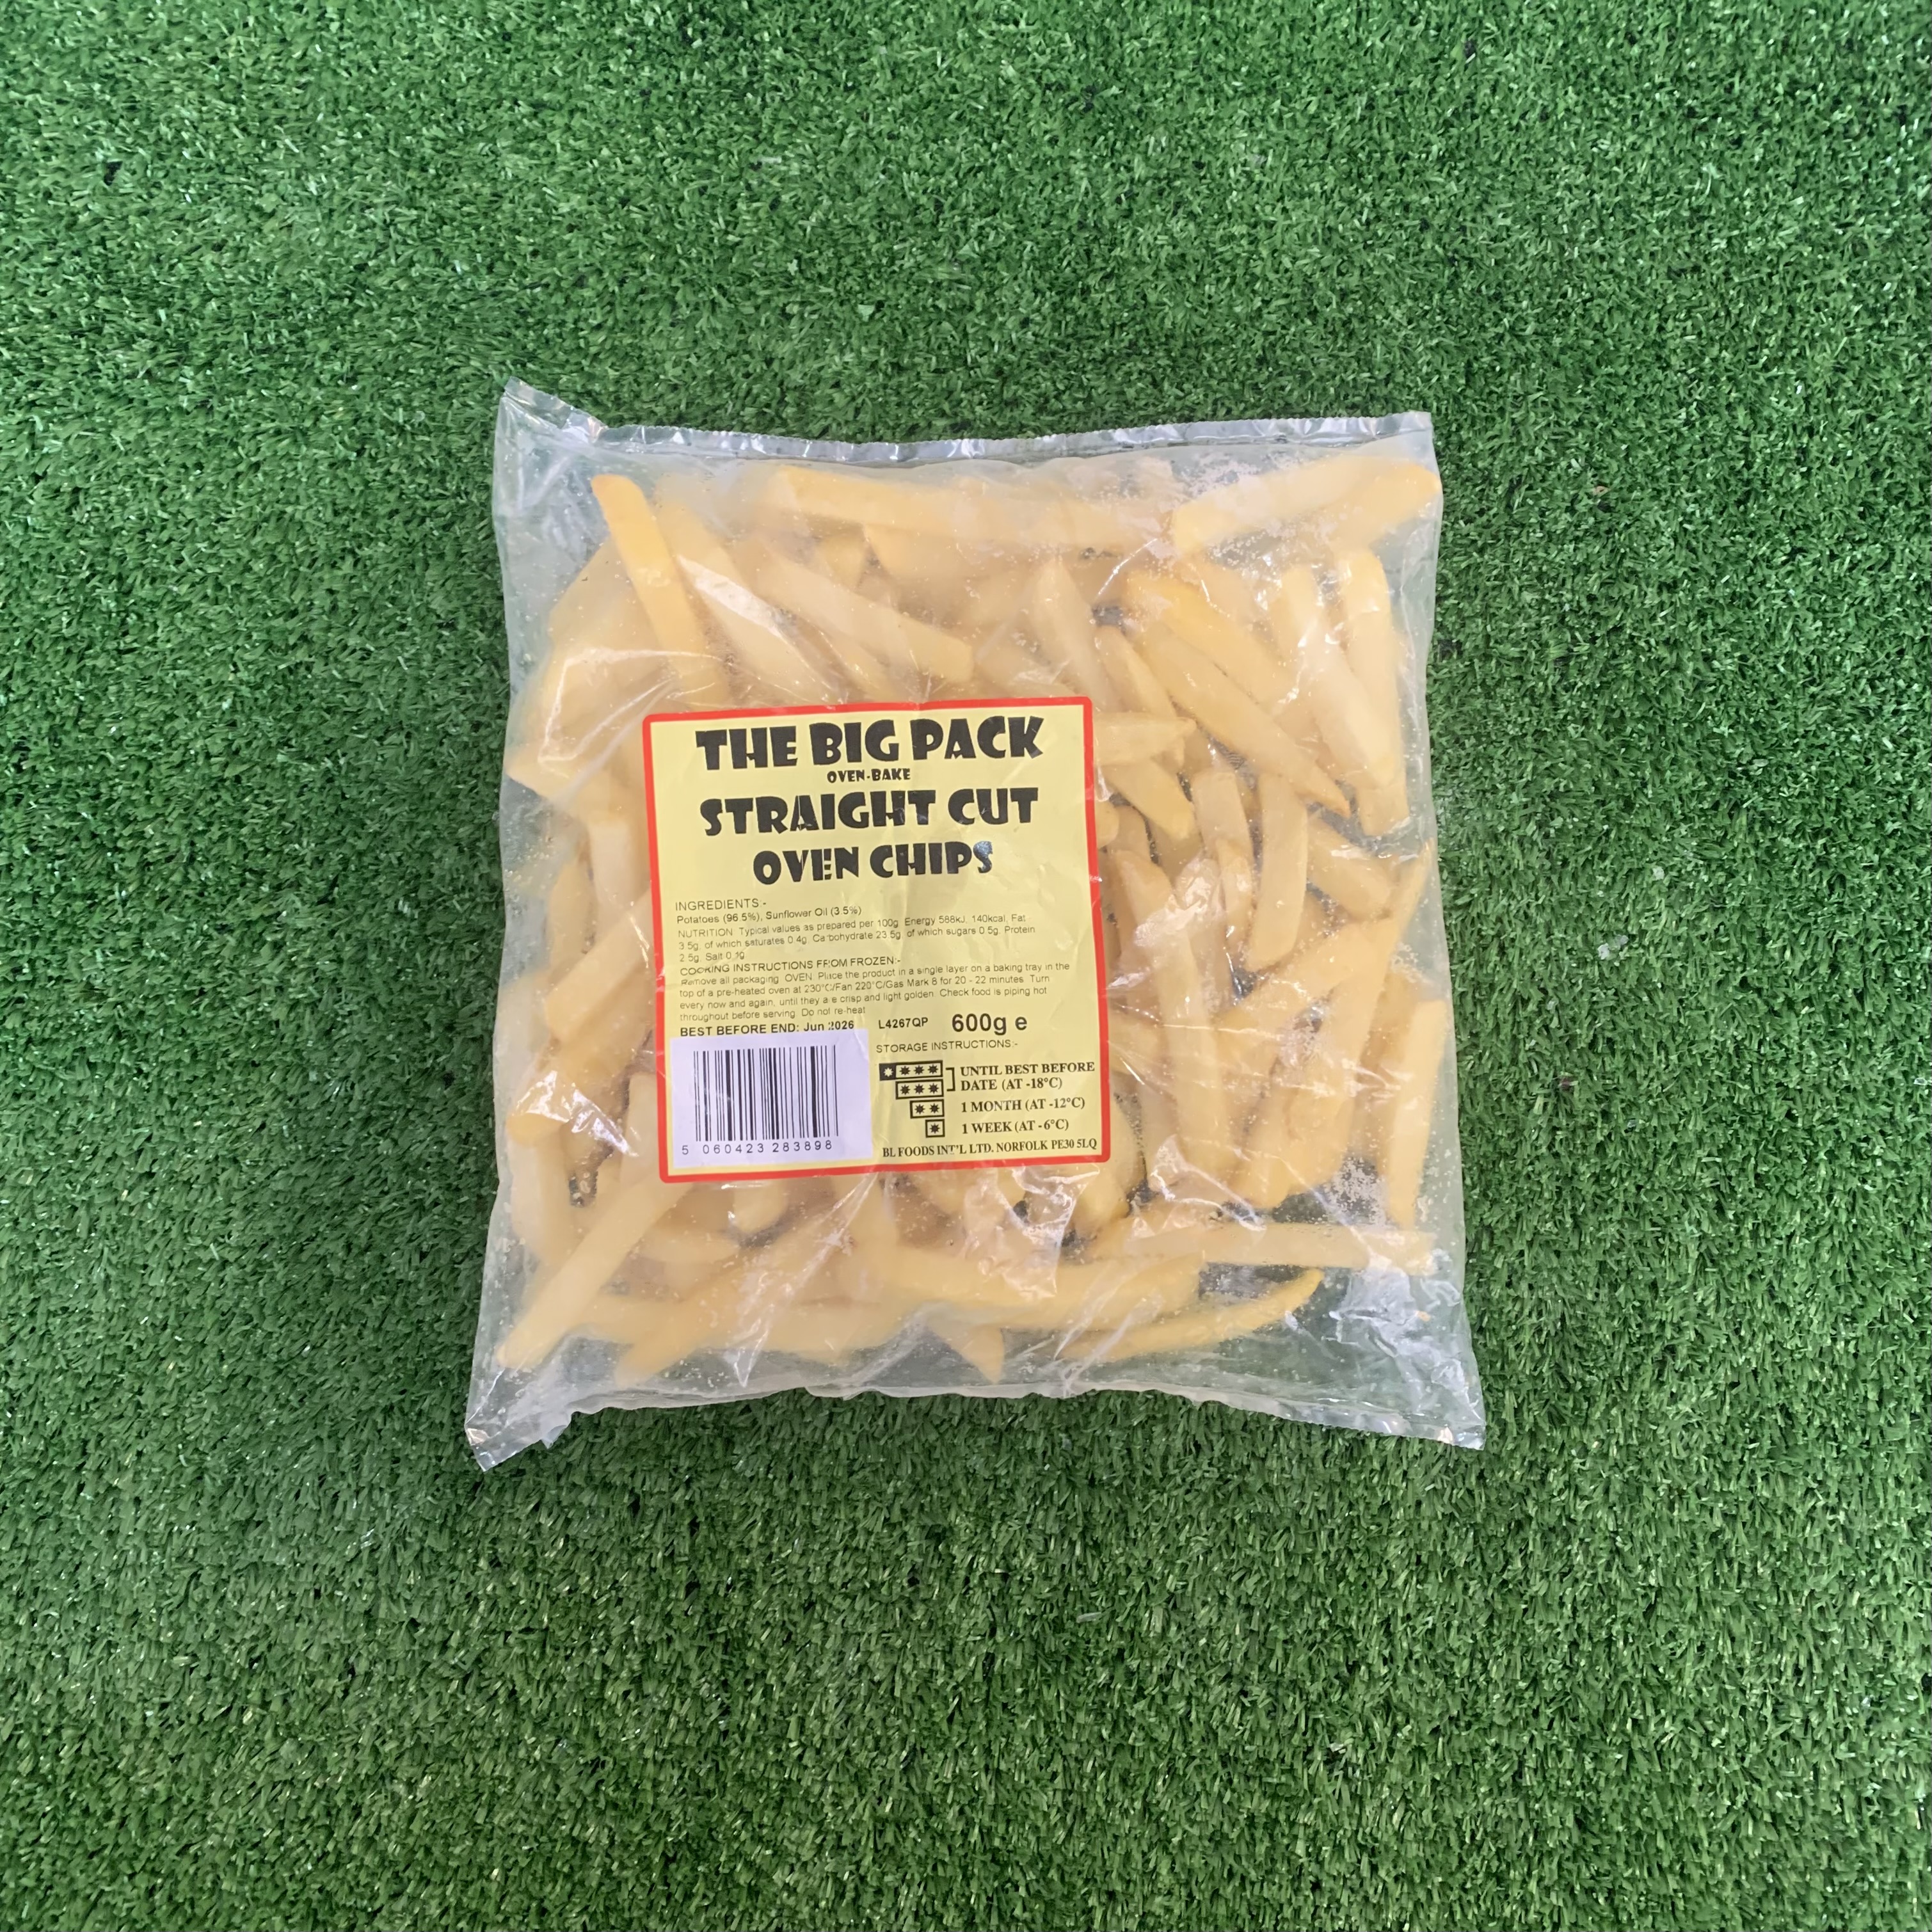 THE BIG PACK
OVEN-BAKE
STRAIGHT CUT
OVEN CHIPS
INGREDIENTS:-
Potatoes (96.5%), Sunflower Oil (3.5%)
NUTRITION: Typical values as prepared per 100g: Energy 588kJ, 140kcal, Fat
3.5g, of which saturates 0.4g, Carbohydrate 23.5g, of which sugars 0.5g, Protein
2.5g, Salt 0.1g
COOKING INSTRUCTIONS FROM FROZEN:-
Remove all packaging. OVEN: Place the product in a single layer on a baking tray in the
top of a pre-heated oven at 230°C/Fan 220°C/Gas Mark 8 for 20 - 22 minutes. Turn
every now and again, until they are crisp and light golden. Check food is piping hot
throughout before serving. Do not re-heat
BEST BEFORE END: Jun 2026 L4267QP 600g e
STORAGE INSTRUCTIONS:-
UNTIL BEST BEFORE
DATE (AT -18°C)
1 MONTH (AT -12°C)
1 WEEK (AT -6°C)
5 060423 283898
BL FOODS INT'L LTD. NORFOLK PE30 5LQ